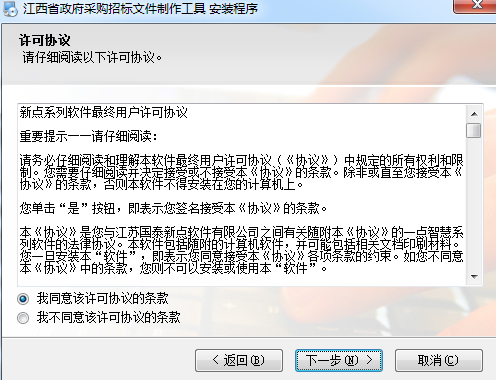 江西省政府采购招标文件制作工具 安装程序
许可协议
请仔细阅读以下许可协议。
新点系列软件最终用户许可协议
重要提示——请仔细阅读：
请务必仔细阅读和理解本软件最终用户许可协议（《协议》）中规定的所有权利和限
制。您需要仔细阅读并决定接受或不接受本《协议》的条款。除非或直至您接受本《
协议》的条款，否则本软件不得安装在您的计算机上。
您单击“是”按钮，即表示您签名接受本《协议》的条款。
本《协议》是您与江苏国泰新点软件有限公司之间有关随附本《协议》的一点智慧系
列软件的法律协议。本软件包括随附的计算机软件，并可能包括相关文档印刷材料。
您一旦安装本“软件”，即表示您同意接受本《协议》各项条款的约束。如您不同意
本《协议》中的条款，您则不可以安装或使用本“软件”。
我同意该许可协议的条款
我不同意该许可协议的条款
< 返回(B)
下一步(N) >
取消(C)